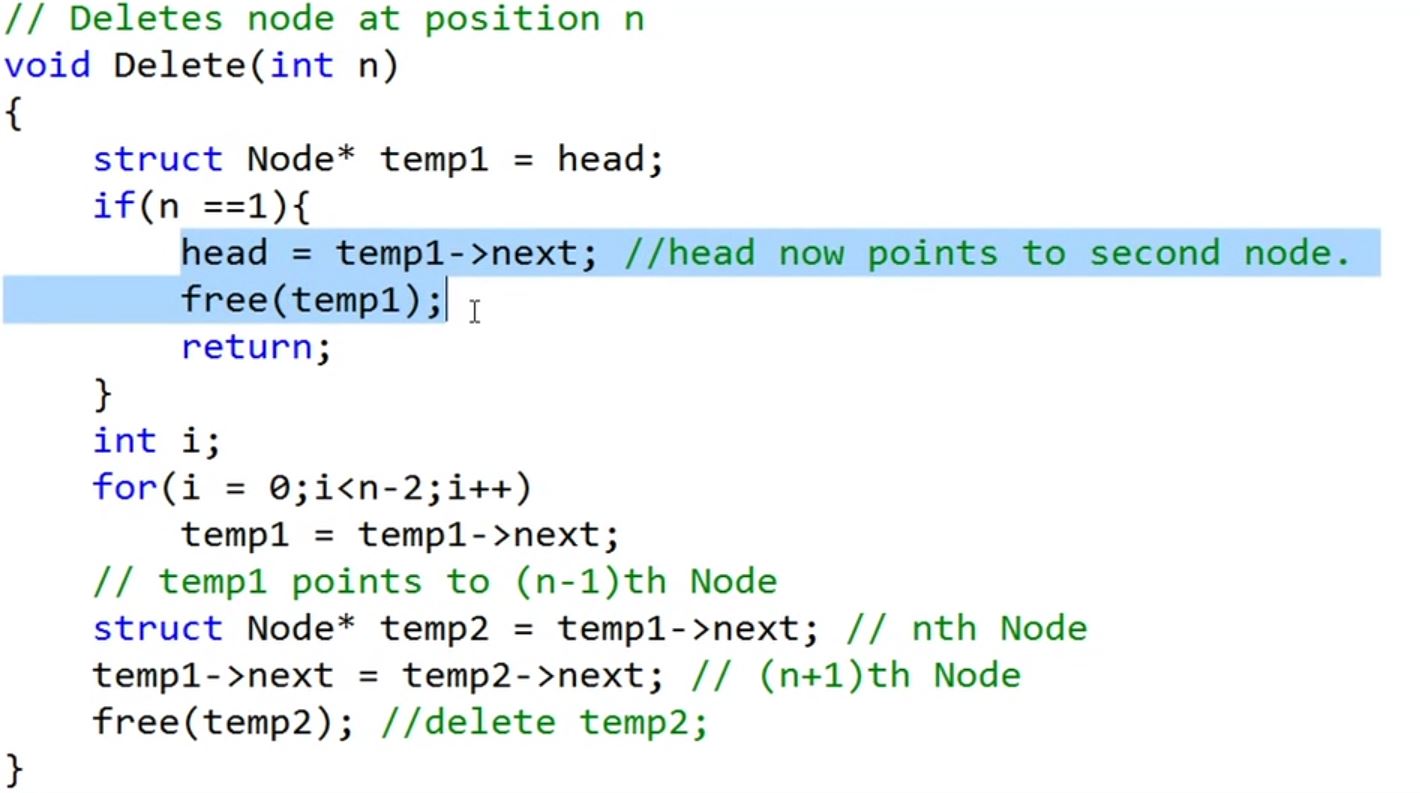 // Deletes node at position n
void Delete(int n)
{
    struct Node* temp1 = head;
    if(n ==1){
        head = temp1->next; //head now points to second node.
        free(temp1);
        return;
    }
    int i;
    for(i = 0;i<n-2;i++)
        temp1 = temp1->next;
    // temp1 points to (n-1)th Node
    struct Node* temp2 = temp1->next; // nth Node
    temp1->next = temp2->next; // (n+1)th Node
    free(temp2); //delete temp2;
}